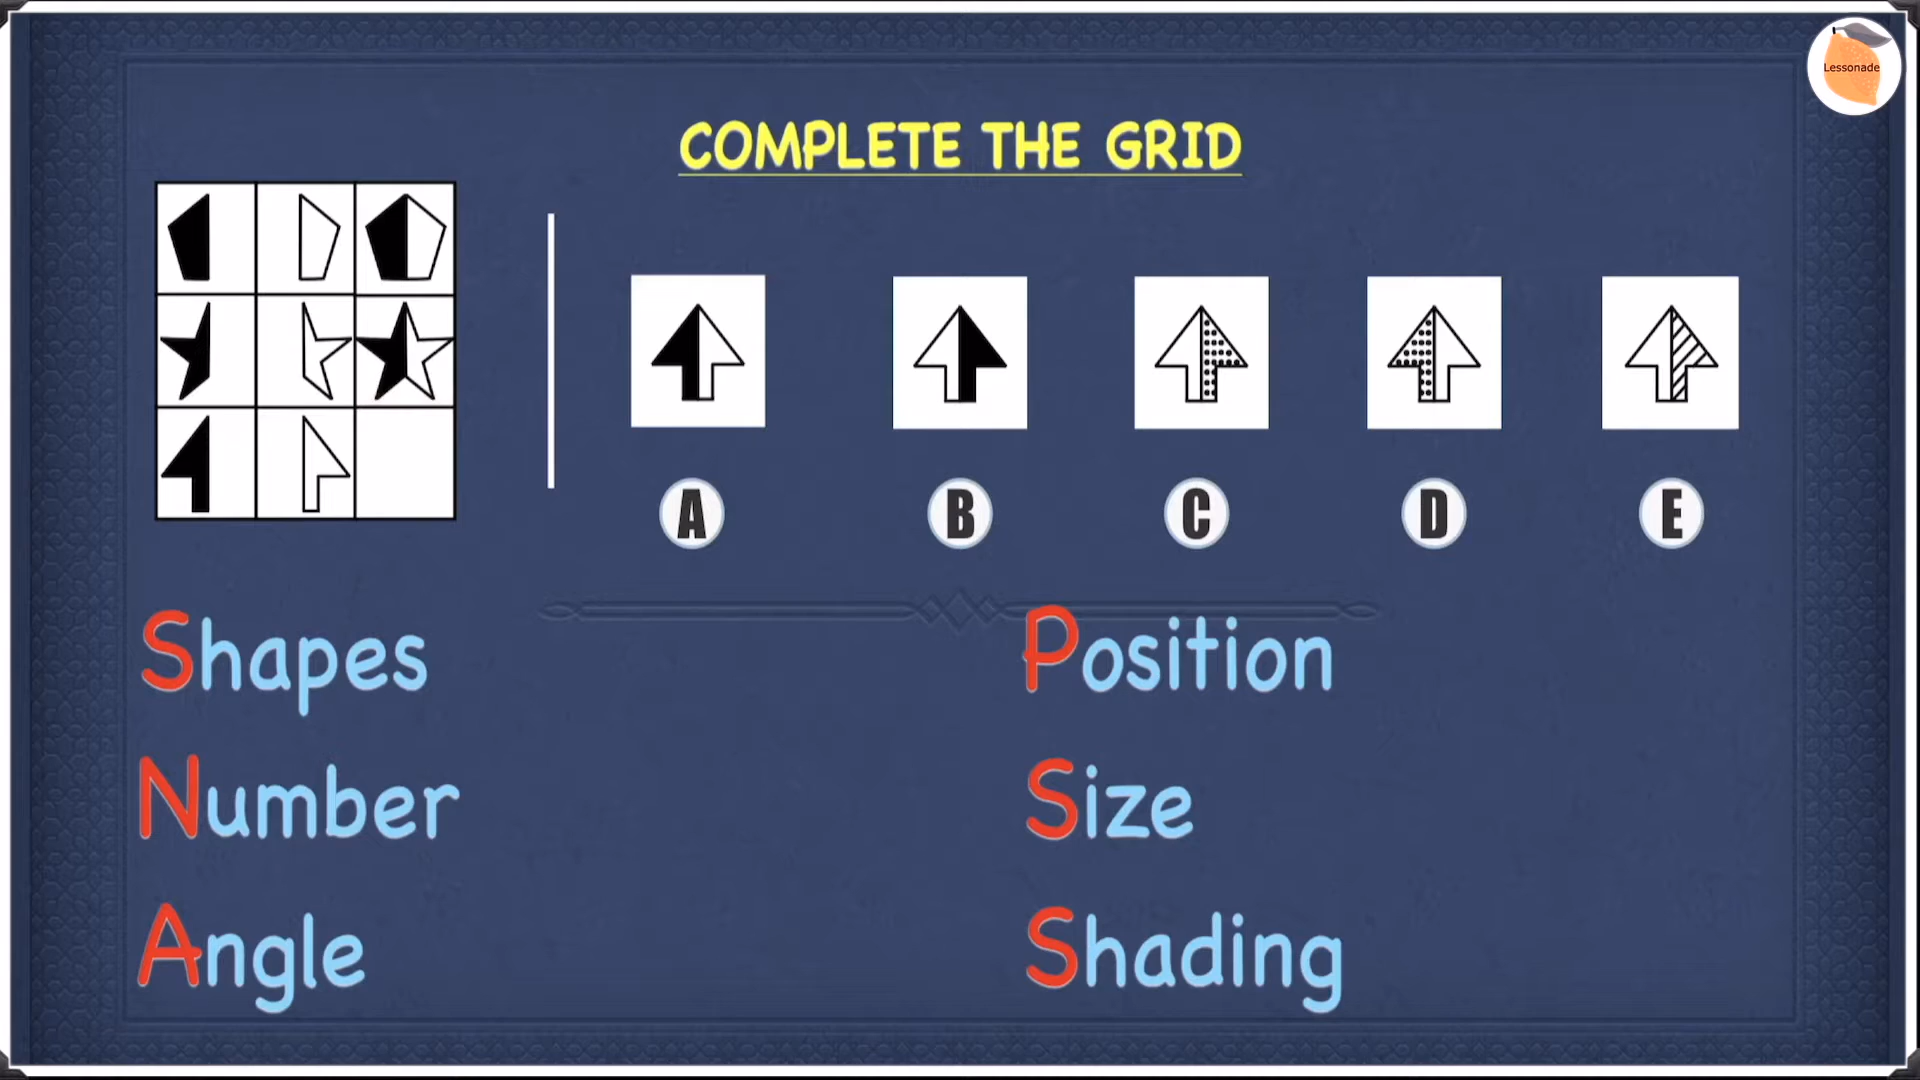 Lessonade
COMPLETE THE GRID
A B C D E
Shapes
Position
Number
Size
Angle
Shading